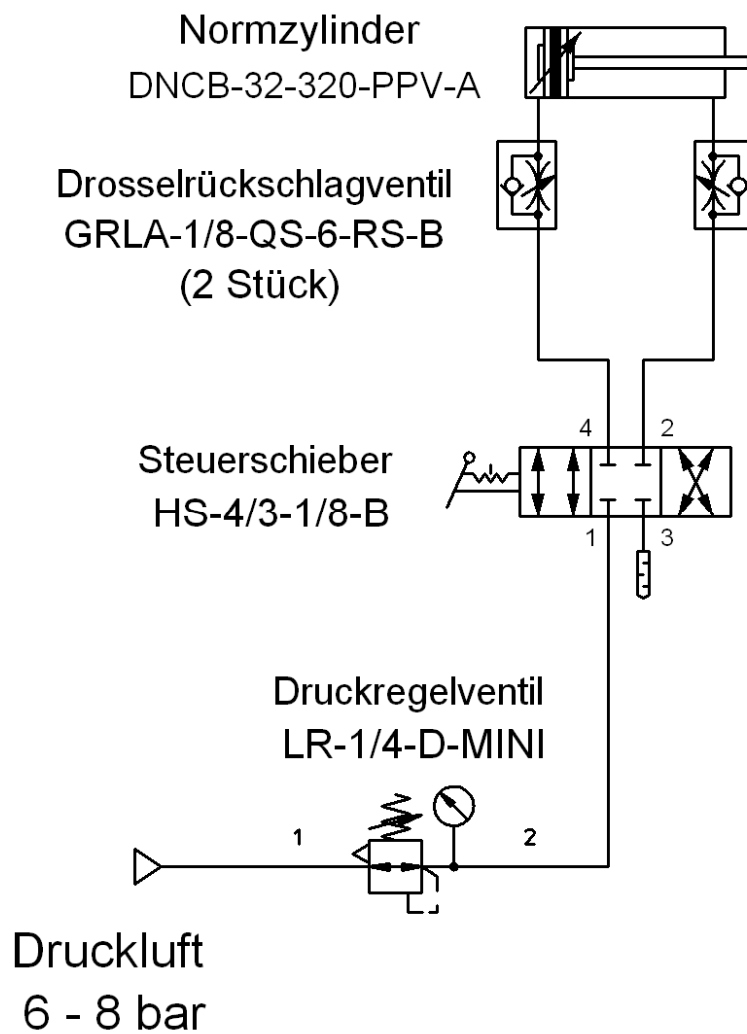 Normzylinder
DNCB-32-320-PPV-A
Drosselrückschlagventil
GRLA-1/8-QS-6-RS-B
(2 Stück)
4 2
Steuerschieber
HS-4/3-1/8-B
1 3
Druckregelventil
LR-1/4-D-MINI
1 2
Druckluft
6 - 8 bar